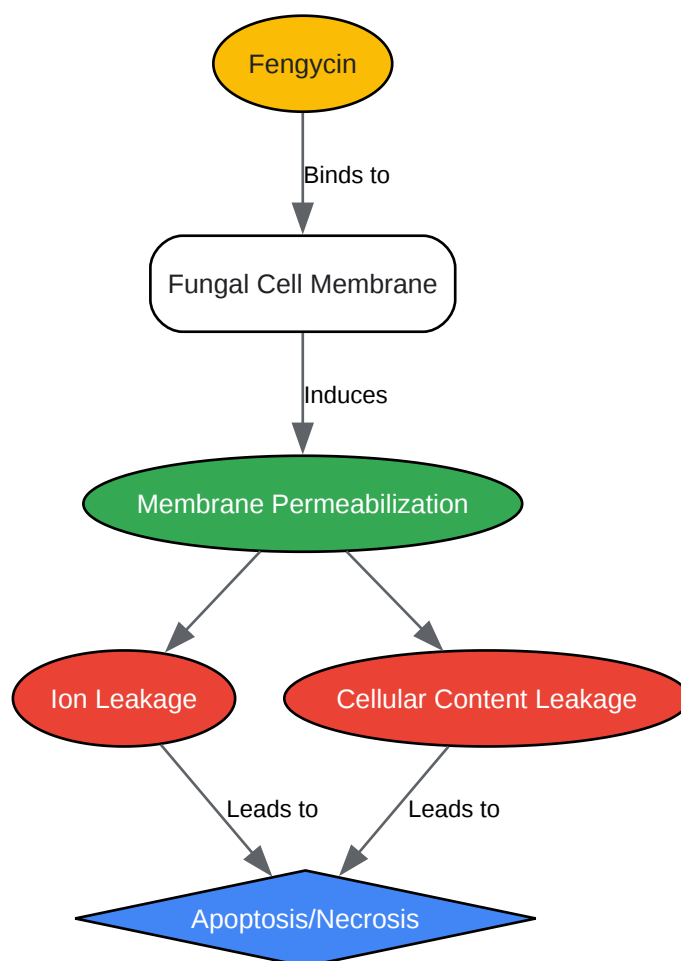 Fengycin
Binds to
Fungal Cell Membrane
Induces
Membrane Permeabilization
Ion Leakage
Cellular Content Leakage
Leads to
Leads to
Apoptosis/Necrosis